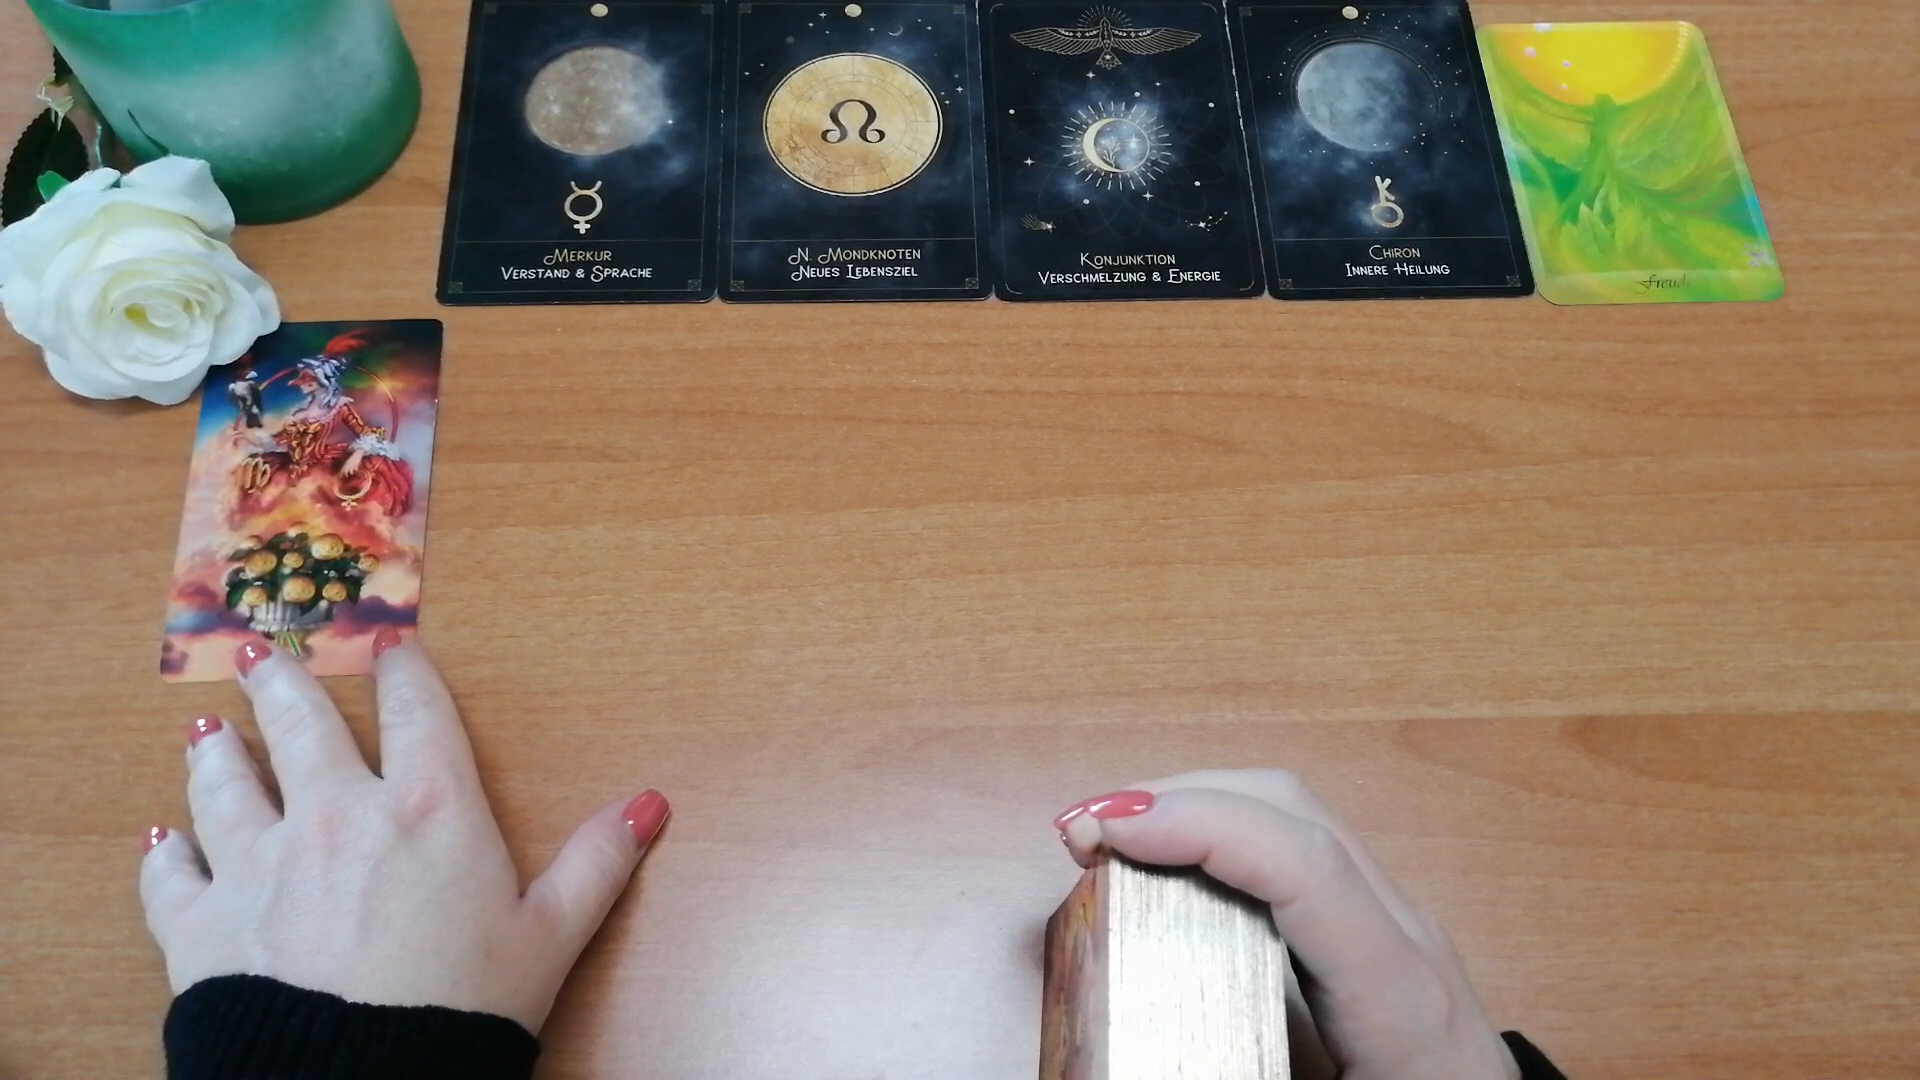 Merkur
Verstand & Sprache
N. Mondknoten
Neues Lebensziel
Konjunktion
Verschmelzung & Energie
Chiron
Innere Heilung